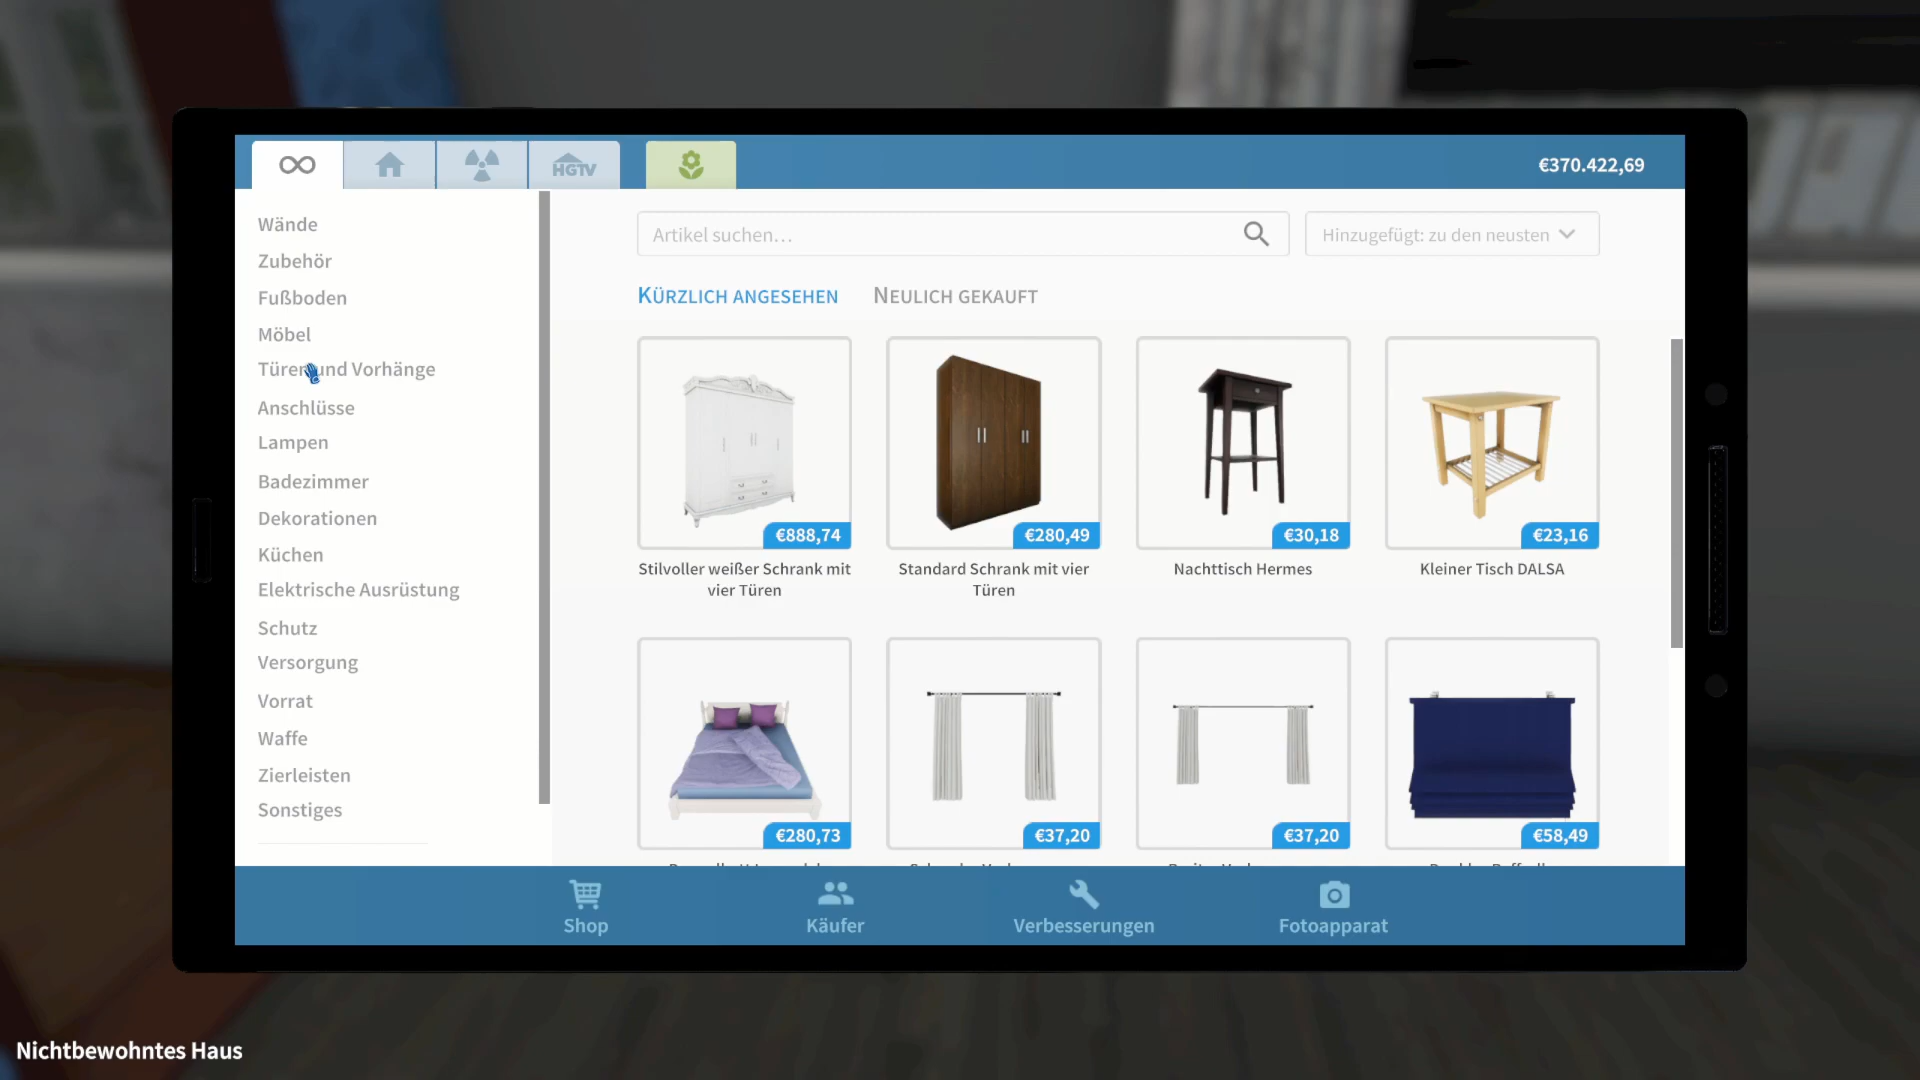 HGTV
€370.422,69
Wände
Zubehör
Fußboden
Möbel
Türen und Vorhänge
Anschlüsse
Lampen
Badezimmer
Dekorationen
Küchen
Elektrische Ausrüstung
Schutz
Versorgung
Vorrat
Waffe
Zierleisten
Sonstiges
Artikel suchen...
Hinzugefügt: zu den neusten
KÜRZLICH ANGESEHEN
NEULICH GEKAUFT
€888,74
€280,49
€30,18
€23,16
Stilvoller weißer Schrank mit
vier Türen
Standard Schrank mit vier
Türen
Nachttisch Hermes
Kleiner Tisch DALSA
€280,73
€37,20
€37,20
€58,49
Shop
Käufer
Verbesserungen
Fotoapparat
Nichtbewohntes Haus